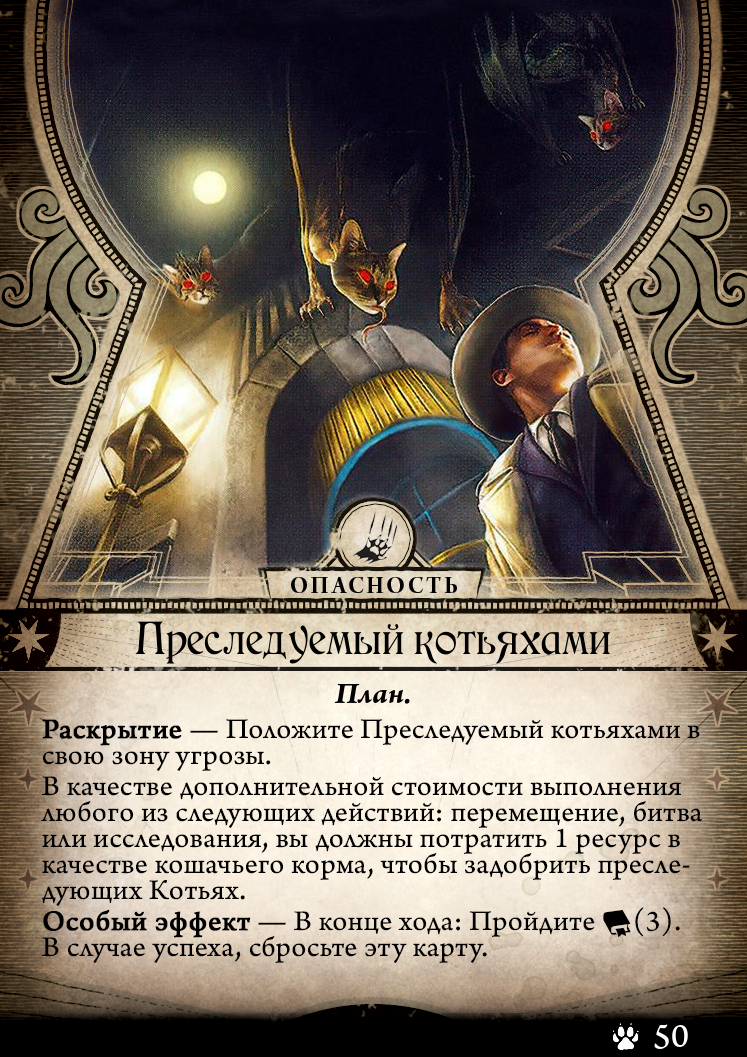 ОПАСНОСТЬ
Преследуемый котьяхами
План.
Раскрытие — Положите Преследуемый котьяхами в
свою зону угрозы.
В качестве дополнительной стоимости выполнения
любого из следующих действий: перемещение, битва
или исследования, вы должны потратить 1 ресурс в
качестве кошачьего корма, чтобы задобрить пресле-
дующих Котьях.
Особый эффект — В конце хода: Пройдите (3).
В случае успеха, сбросьте эту карту.
50